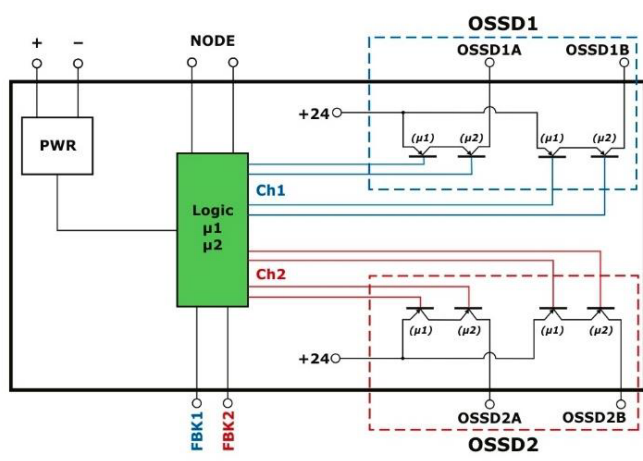 OSSD1
+ − NODE OSSD1A OSSD1B
+24
PWR (μ1) (μ2) (μ1) (μ2)
Ch1
Logic
μ1
μ2
Ch2
(μ1) (μ2) (μ1) (μ2)
+24
FBK1 FBK2 OSSD2A OSSD2B
OSSD2